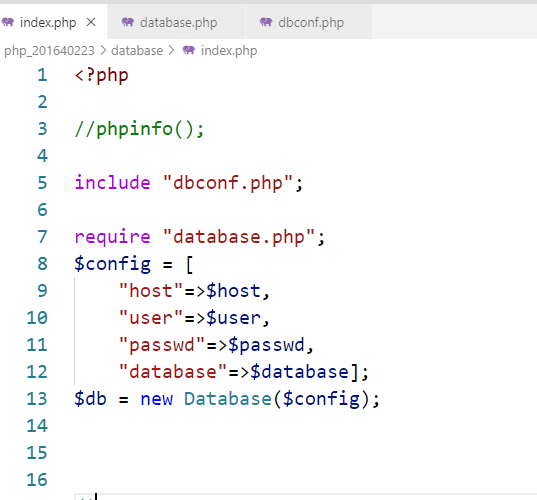 index.php × database.php dbconf.php
php_201640223 > database > index.php
1 <?php
2
3 //phpinfo();
4
5 include "dbconf.php";
6
7 require "database.php";
8 $config = [
9 "host"=>$host,
10 "user"=>$user,
11 "passwd"=>$passwd,
12 "database"=>$database];
13 $db = new Database($config);
14
15
16